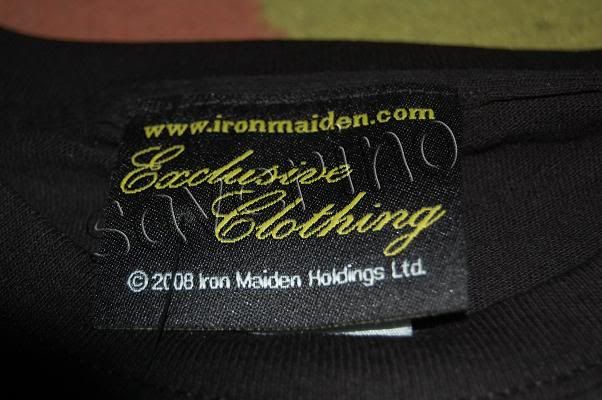 www.ironmaiden.com
Exclusive
Clothing
© 2008 Iron Maiden Holdings Ltd.